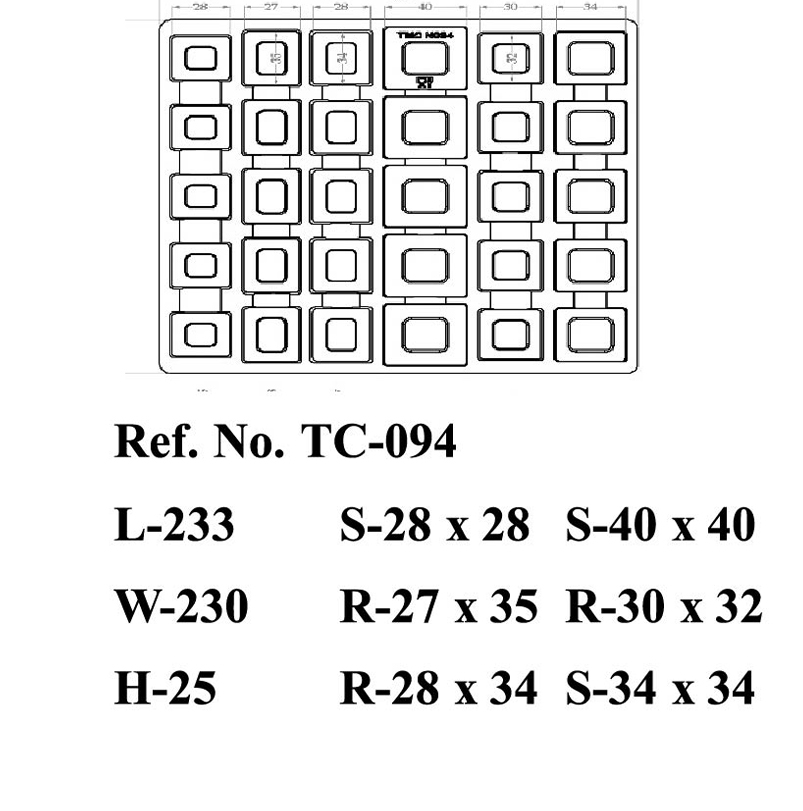 28 27 28 40 30 34
TMC NO94
35 34 32
Ref. No. TC-094
L-233 S-28 x 28 S-40 x 40
W-230 R-27 x 35 R-30 x 32
H-25 R-28 x 34 S-34 x 34